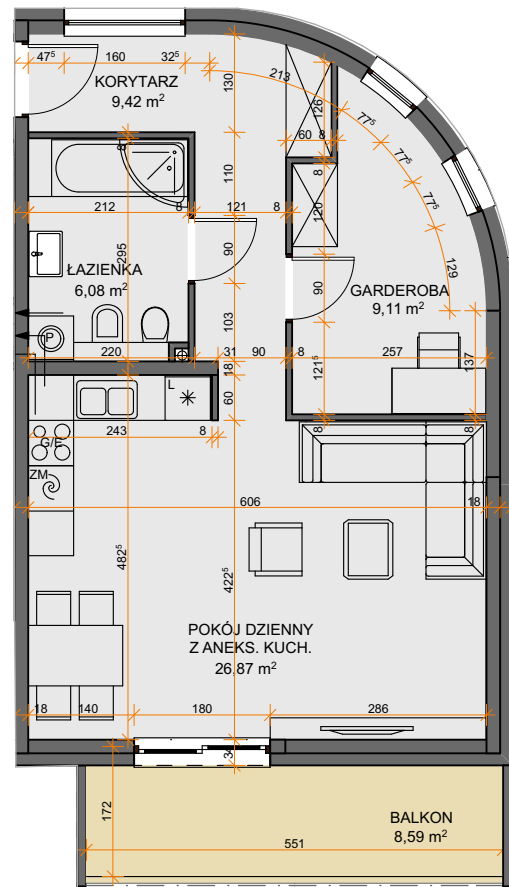 47⁵ 160 32⁵
KORYTARZ
9,42 m²
130
213
126
77⁵
77⁵
77⁵
60 8
8
110
8
120
212 8 121 8
295
90
ŁAZIENKA
6,08 m²
129
GARDEROBA
9,11 m²
90
103
P
220 31 90 8 257
137
18
121⁵
60
L
243 8
8
8
G/E
ZM
606 18
482⁵
422⁵
POKÓJ DZIENNY
Z ANEKS. KUCH.
26,87 m²
18 140 180 286
34
172
BALKON
8,59 m²
551